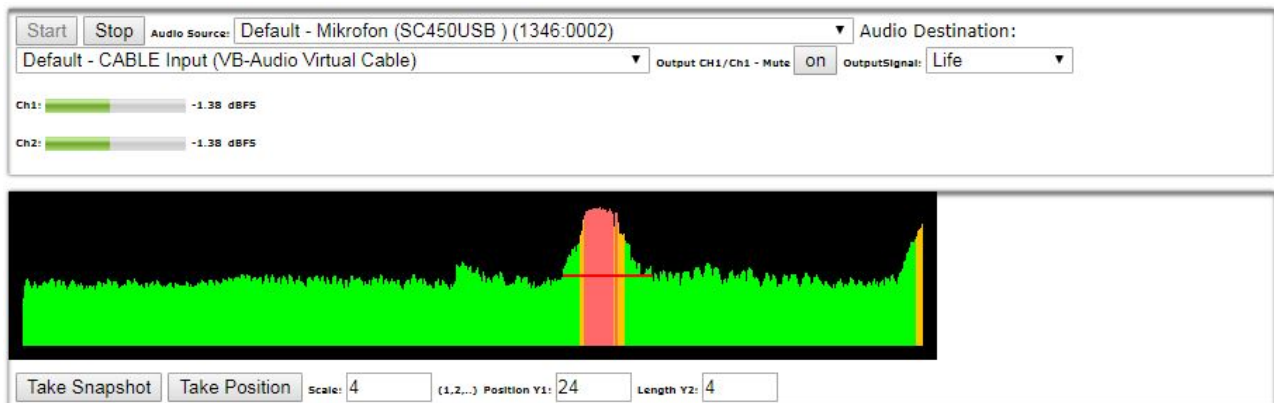 Start Stop Audio Source: Default - Mikrofon (SC450USB ) (1346:0002) Audio Destination:
Default - CABLE Input (VB-Audio Virtual Cable) Output CH1/Ch1 - Mute on OutputSignal: Life
Ch1: -1.38 dBFS
Ch2: -1.38 dBFS
Take Snapshot Take Position Scale: 4 (1,2,..) Position Y1: 24 Length Y2: 4